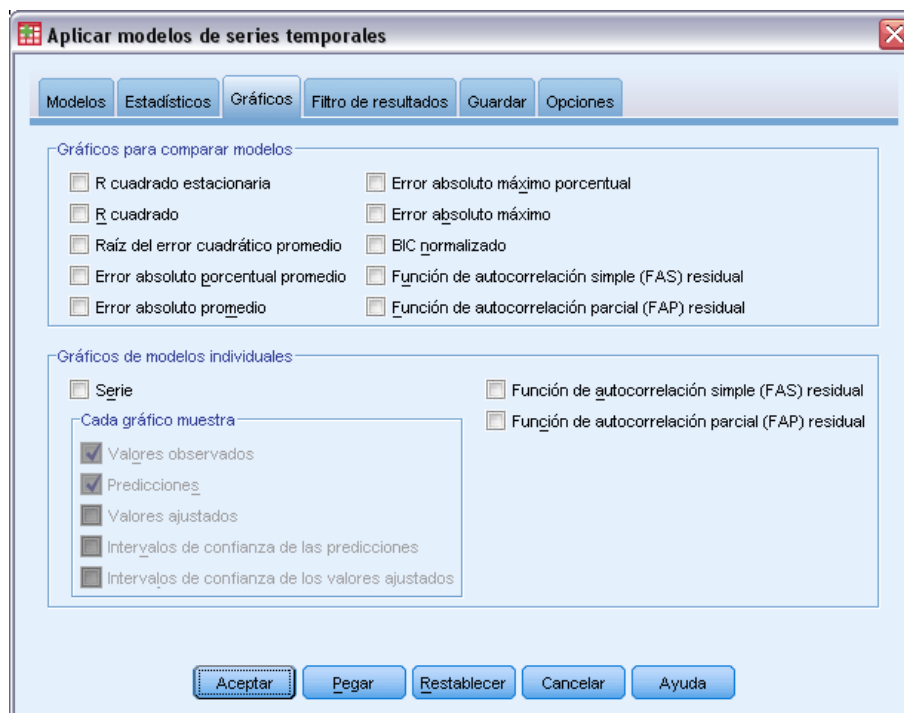 Aplicar modelos de series temporales
Modelos Estadísticos Gráficos Filtro de resultados Guardar Opciones
Gráficos para comparar modelos
R cuadrado estacionaria
R cuadrado
Raíz del error cuadrático promedio
Error absoluto porcentual promedio
Error absoluto promedio
Error absoluto máximo porcentual
Error absoluto máximo
BIC normalizado
Función de autocorrelación simple (FAS) residual
Función de autocorrelación parcial (FAP) residual
Gráficos de modelos individuales
Serie
Cada gráfico muestra
Valores observados
Predicciones
Valores ajustados
Intervalos de confianza de las predicciones
Intervalos de confianza de los valores ajustados
Función de autocorrelación simple (FAS) residual
Función de autocorrelación parcial (FAP) residual
Aceptar Pegar Restablecer Cancelar Ayuda